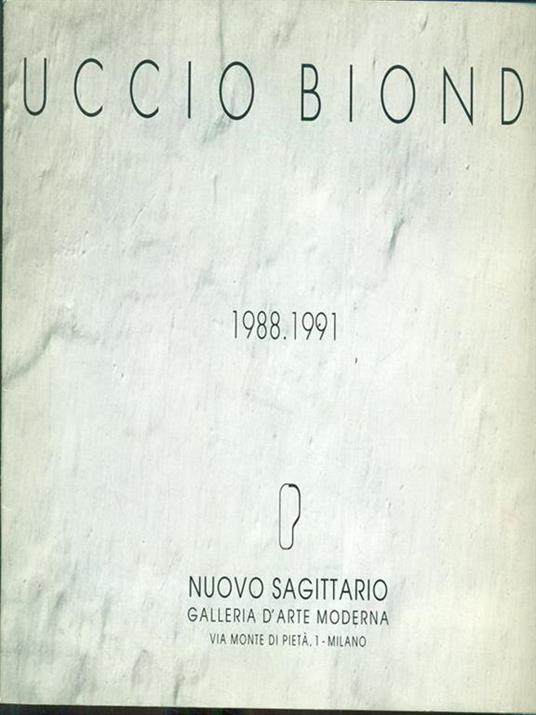 UCCIO BIOND
1988.1991
NUOVO SAGITTARIO
GALLERIA D'ARTE MODERNA
VIA MONTE DI PIETÀ, 1 - MILANO